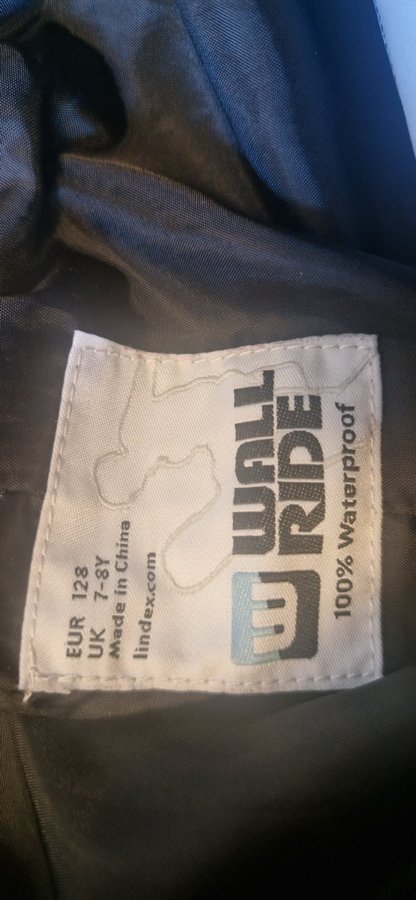 WALL
RIDE
100% Waterproof
EUR 128
UK 7-8Y
Made in China
lindex.com